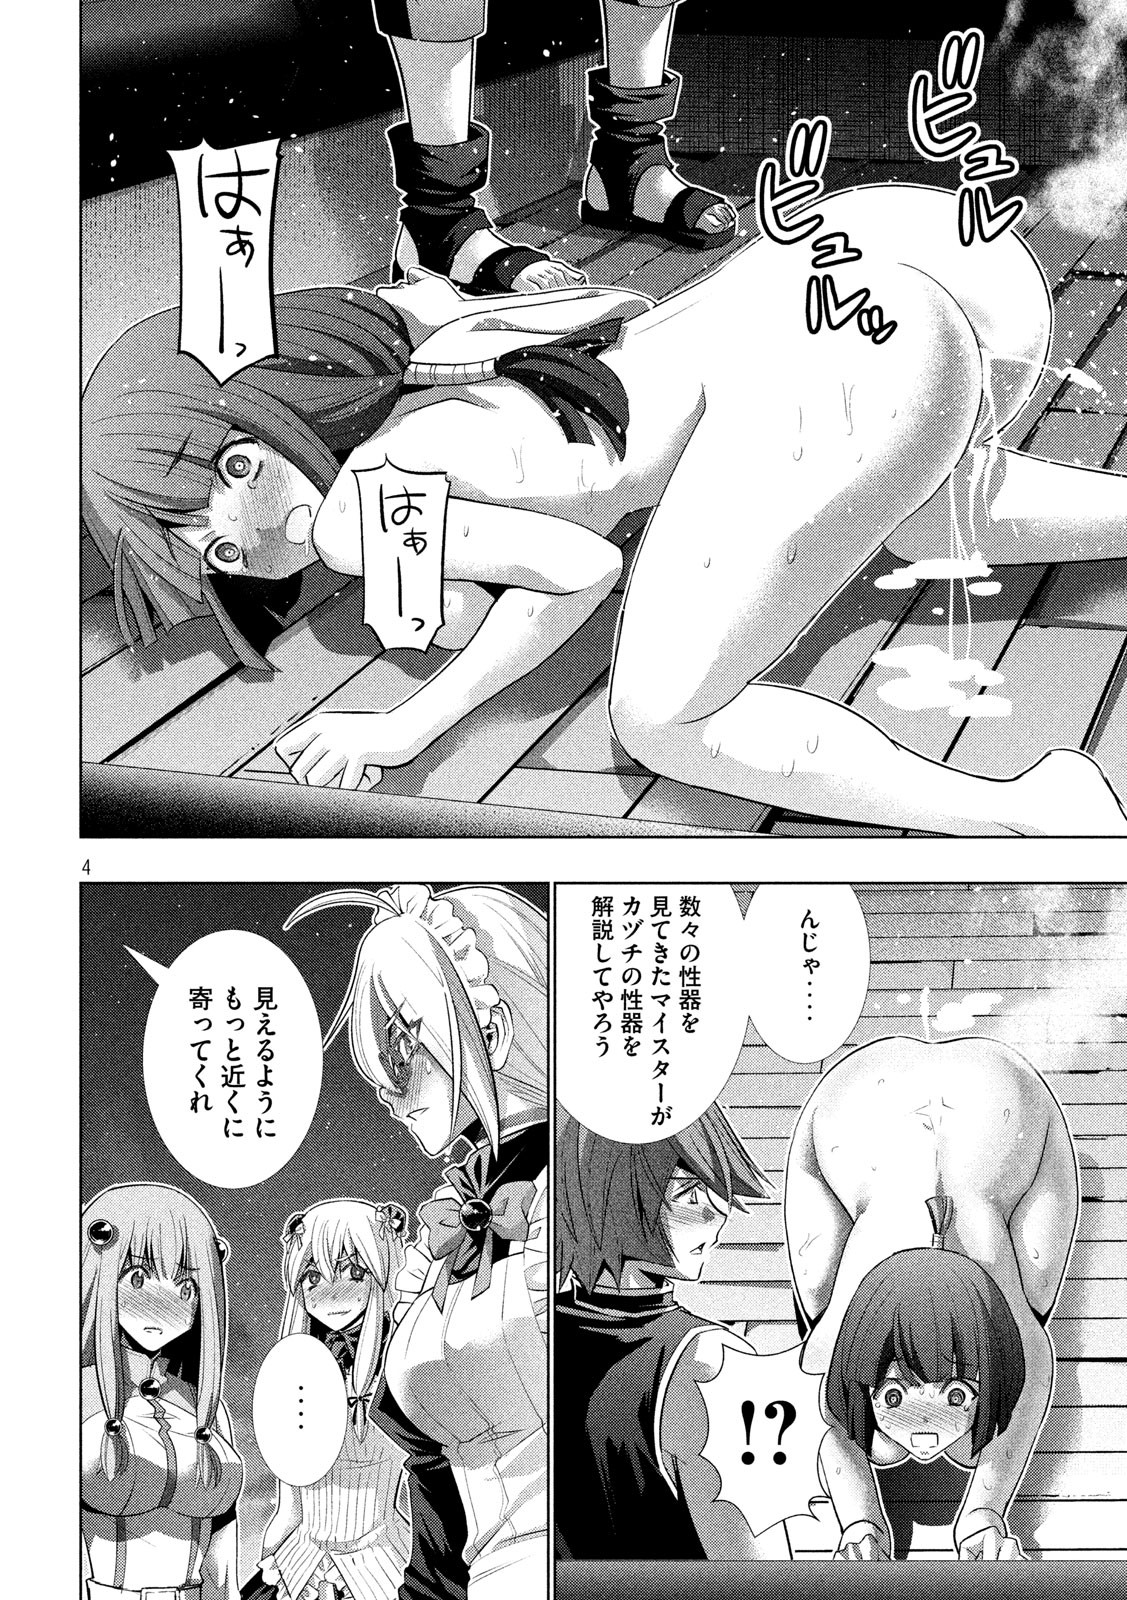 ビュルッ
ビュルッ
はぁーっ
はぁーっ
4
んじゃ‥‥
数々の性器を
見てきたマイスターが
カヅチの性器を
解説してやろう
!?
見えるように
もっと近くに
寄ってくれ
‥‥